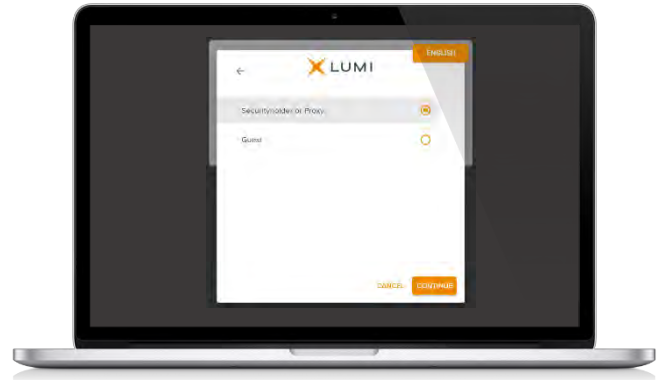 ENGLISH
LUMI
Securityholder or Proxy
Guest
CANCEL
CONTINUE